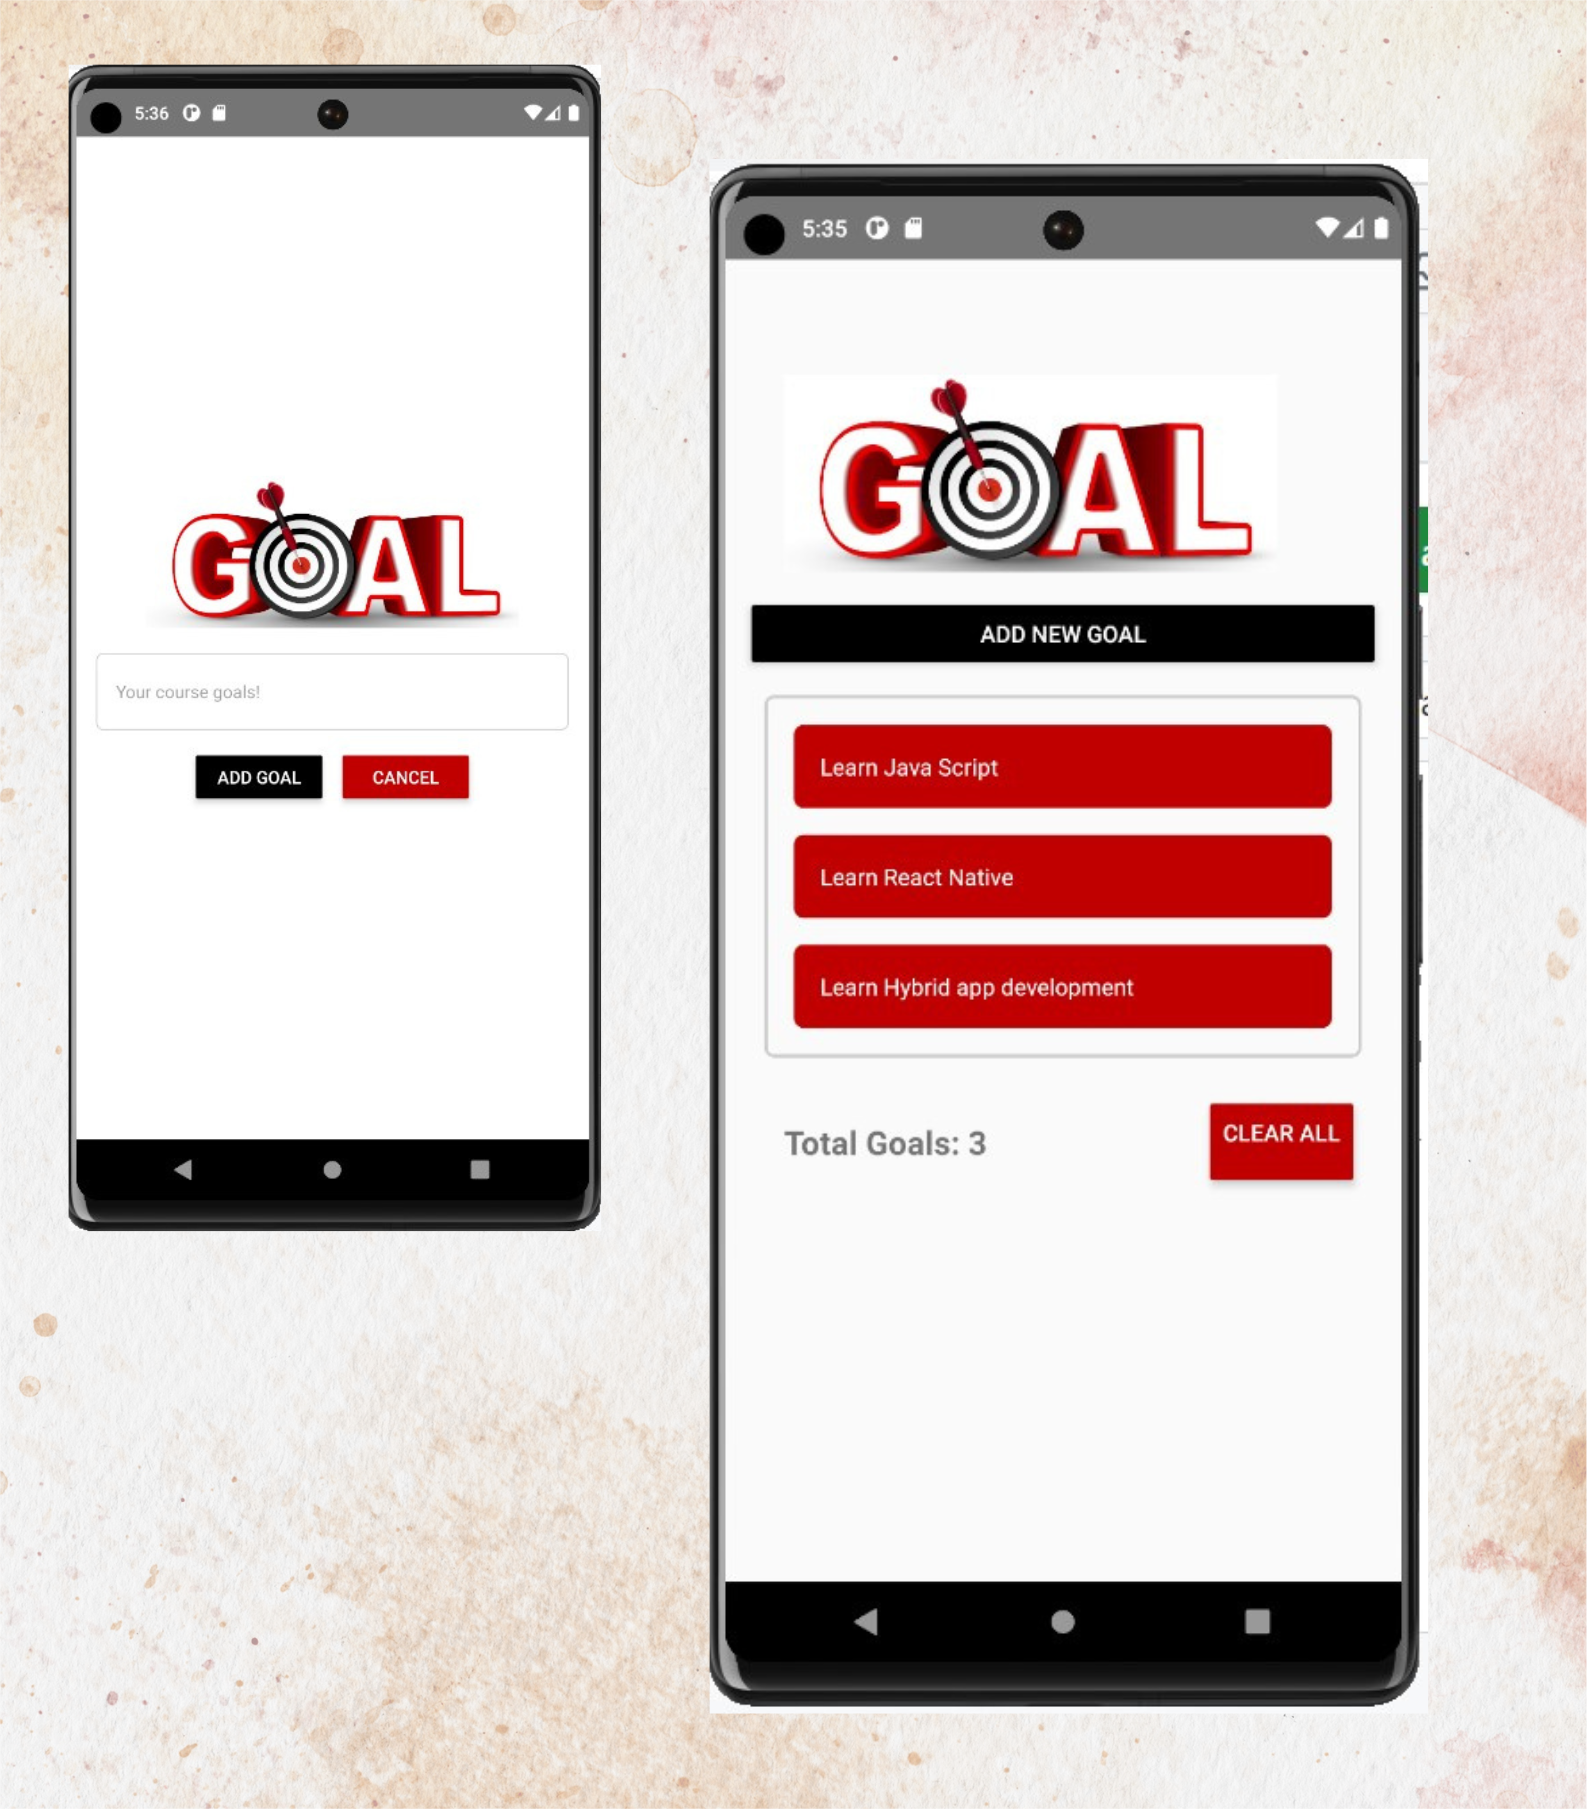 5:36
GOAL
Your course goals!
ADD GOAL
CANCEL
5:35
GOAL
ADD NEW GOAL
Learn Java Script
Learn React Native
Learn Hybrid app development
Total Goals: 3
CLEAR ALL